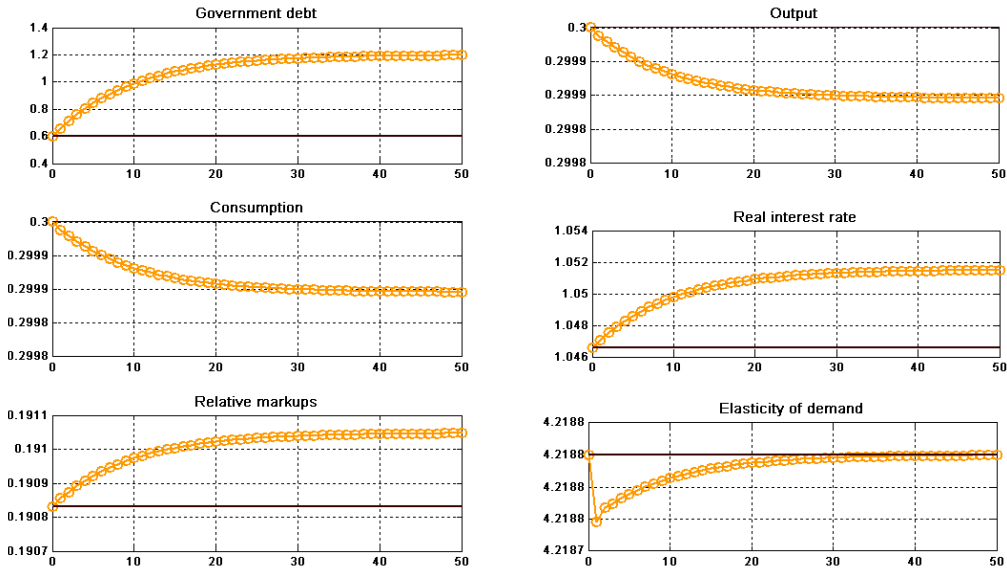 Government debt
1.4
1.2
1
0.8
0.6
0.4
0 10 20 30 40 50
Output
0.3
0.2999
0.2999
0.2998
0.2998
0 10 20 30 40 50
Consumption
0.3
0.2999
0.2999
0.2998
0.2998
0 10 20 30 40 50
Real interest rate
1.054
1.052
1.05
1.048
1.046
0 10 20 30 40 50
Relative markups
0.1911
0.191
0.1909
0.1908
0.1907
0 10 20 30 40 50
Elasticity of demand
4.2188
4.2188
4.2188
4.2188
4.2187
0 10 20 30 40 50